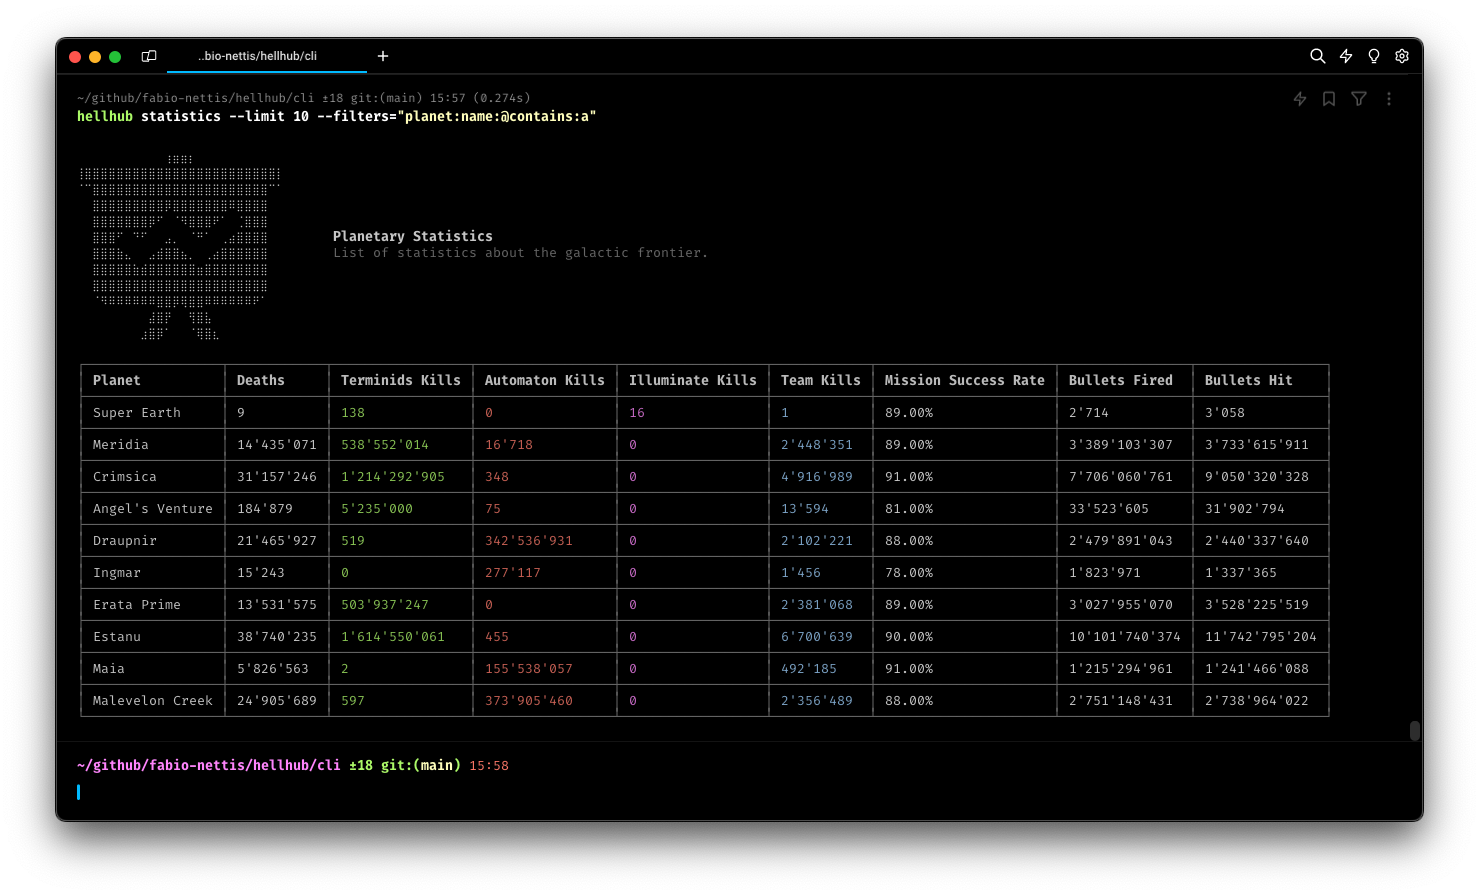 ..bio-nettis/hellhub/cli
~/github/fabio-nettis/hellhub/cli ±18 git:(main) 15:57 (0.274s)
hellhub statistics --limit 10 --filters="planet:name:@contains:a"
Planetary Statistics
List of statistics about the galactic frontier.
Planet Deaths Terminids Kills Automaton Kills Illuminate Kills Team Kills Mission Success Rate Bullets Fired Bullets Hit
Super Earth 9 138 0 16 1 89.00% 2'714 3'058
Meridia 14'435'071 538'552'014 16'718 0 2'448'351 89.00% 3'389'103'307 3'733'615'911
Crimsica 31'157'246 1'214'292'905 348 0 4'916'989 91.00% 7'706'060'761 9'050'320'328
Angel's Venture 184'879 5'235'000 75 0 13'594 81.00% 33'523'605 31'902'794
Draupnir 21'465'927 519 342'536'931 0 2'102'221 88.00% 2'479'891'043 2'440'337'640
Ingmar 15'243 0 277'117 0 1'456 78.00% 1'823'971 1'337'365
Erata Prime 13'531'575 503'937'247 0 0 2'381'068 89.00% 3'027'955'070 3'528'225'519
Estanu 38'740'235 1'614'550'061 455 0 6'700'639 90.00% 10'101'740'374 11'742'795'204
Maia 5'826'563 2 155'538'057 0 492'185 91.00% 1'215'294'961 1'241'466'088
Malevelon Creek 24'905'689 597 373'905'460 0 2'356'489 88.00% 2'751'148'431 2'738'964'022
~/github/fabio-nettis/hellhub/cli ±18 git:(main) 15:58